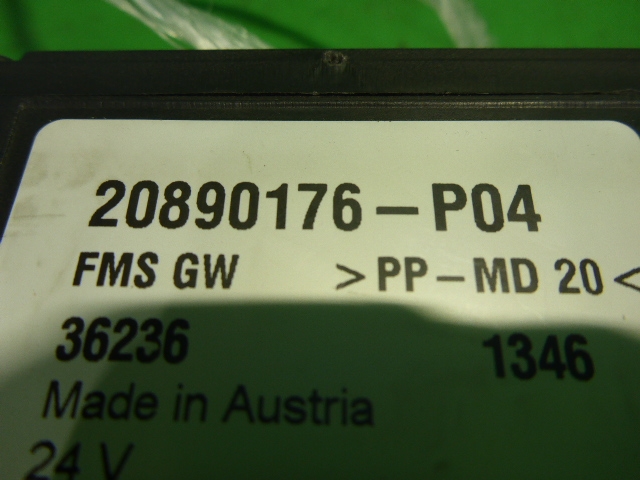 20890176-P04
FMS GW >PP-MD 20<
36236 1346
Made in Austria
24 V